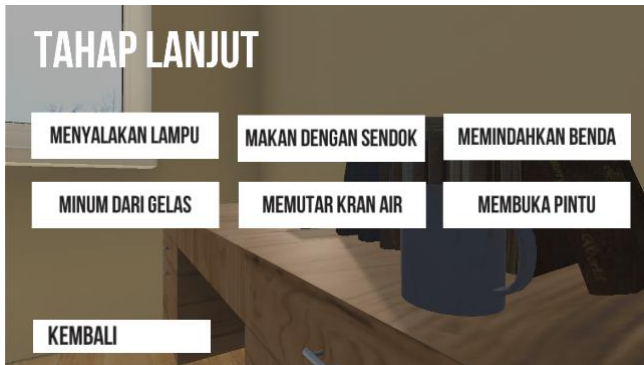 TAHAP LANJUT
MENYALAKAN LAMPU
MAKAN DENGAN SENDOK
MEMINDAHKAN BENDA
MINUM DARI GELAS
MEMUTAR KRAN AIR
MEMBUKA PINTU
KEMBALI